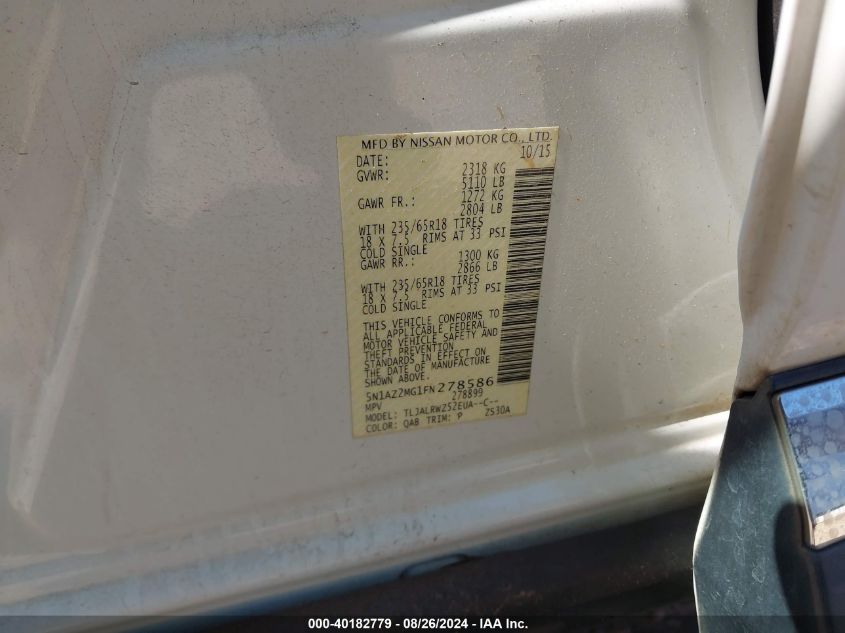 MFD BY NISSAN MOTOR CO., LTD.
DATE: 10/15
GVWR: 2318 KG
5110 LB
GAWR FR.: 1272 KG
2804 LB
WITH 235/65R18 TIRES
18 X 7.5 RIMS AT 33 PSI
COLD SINGLE
GAWR RR.: 1300 KG
2866 LB
WITH 235/65R18 TIRES
18 X 7.5 RIMS AT 33 PSI
COLD SINGLE
THIS VEHICLE CONFORMS TO
ALL APPLICABLE FEDERAL
MOTOR VEHICLE SAFETY AND
THEFT PREVENTION
STANDARDS IN EFFECT ON
THE DATE OF MANUFACTURE
SHOWN ABOVE.
5N1AZ2MG1FN278586
278899
MPV
MODEL: TLJALRWZ52EUA--C--
COLOR: QAB TRIM: P Z530A
000-40182779 - 08/26/2024 - IAA Inc.